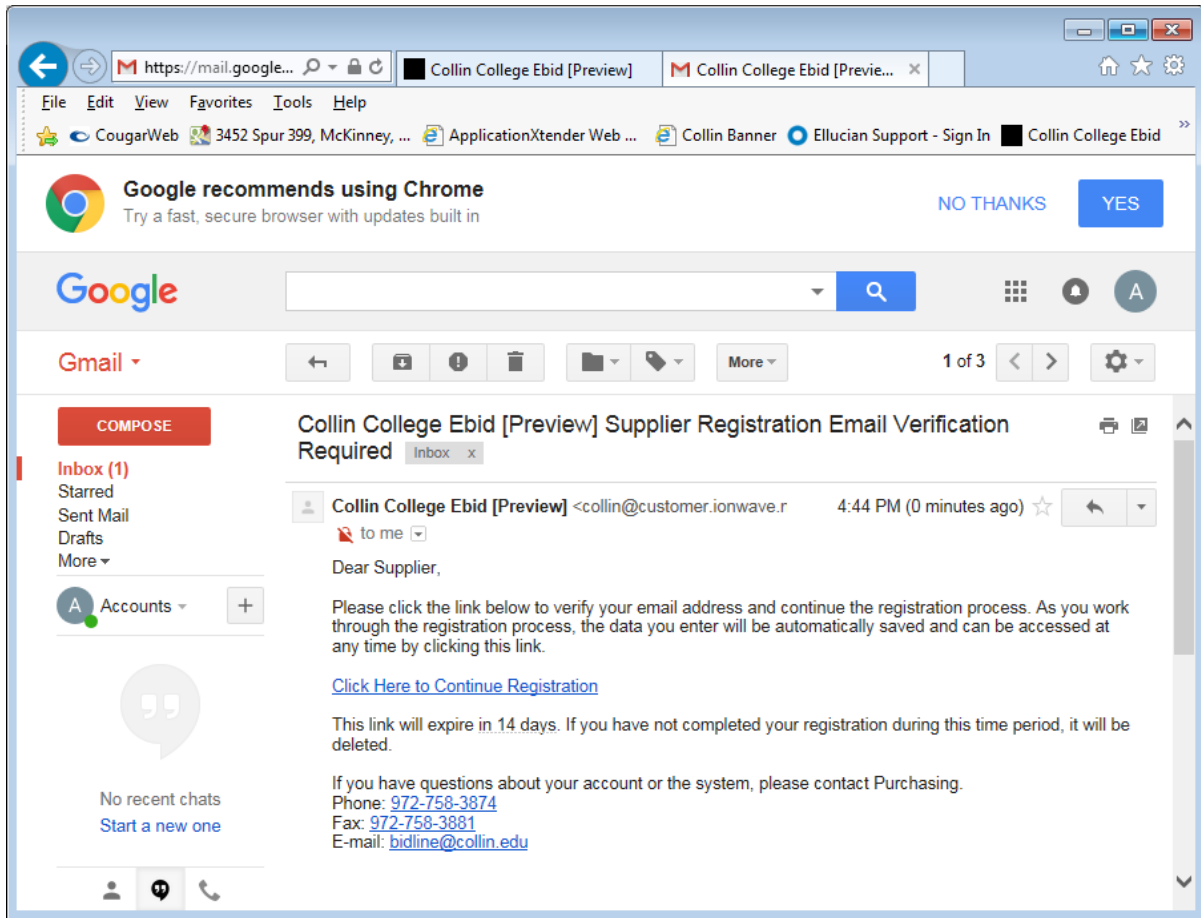 https://mail.google...
Collin College Ebid [Preview]
Collin College Ebid [Previe...
File Edit View Favorites Tools Help
CougarWeb
3452 Spur 399, McKinney, ...
ApplicationXtender Web ...
Collin Banner
Ellucian Support - Sign In
Collin College Ebid
Google recommends using Chrome
Try a fast, secure browser with updates built in
NO THANKS
YES
Google
A
Gmail
More
1 of 3
COMPOSE
Inbox (1)
Starred
Sent Mail
Drafts
More
A Accounts
+
No recent chats
Start a new one
Collin College Ebid [Preview] Supplier Registration Email Verification
Required Inbox x
Collin College Ebid [Preview] <collin@customer.ionwave.r 4:44 PM (0 minutes ago)
to me
Dear Supplier,
Please click the link below to verify your email address and continue the registration process. As you work
through the registration process, the data you enter will be automatically saved and can be accessed at
any time by clicking this link.
Click Here to Continue Registration
This link will expire in 14 days. If you have not completed your registration during this time period, it will be
deleted.
If you have questions about your account or the system, please contact Purchasing.
Phone: 972-758-3874
Fax: 972-758-3881
E-mail: bidline@collin.edu